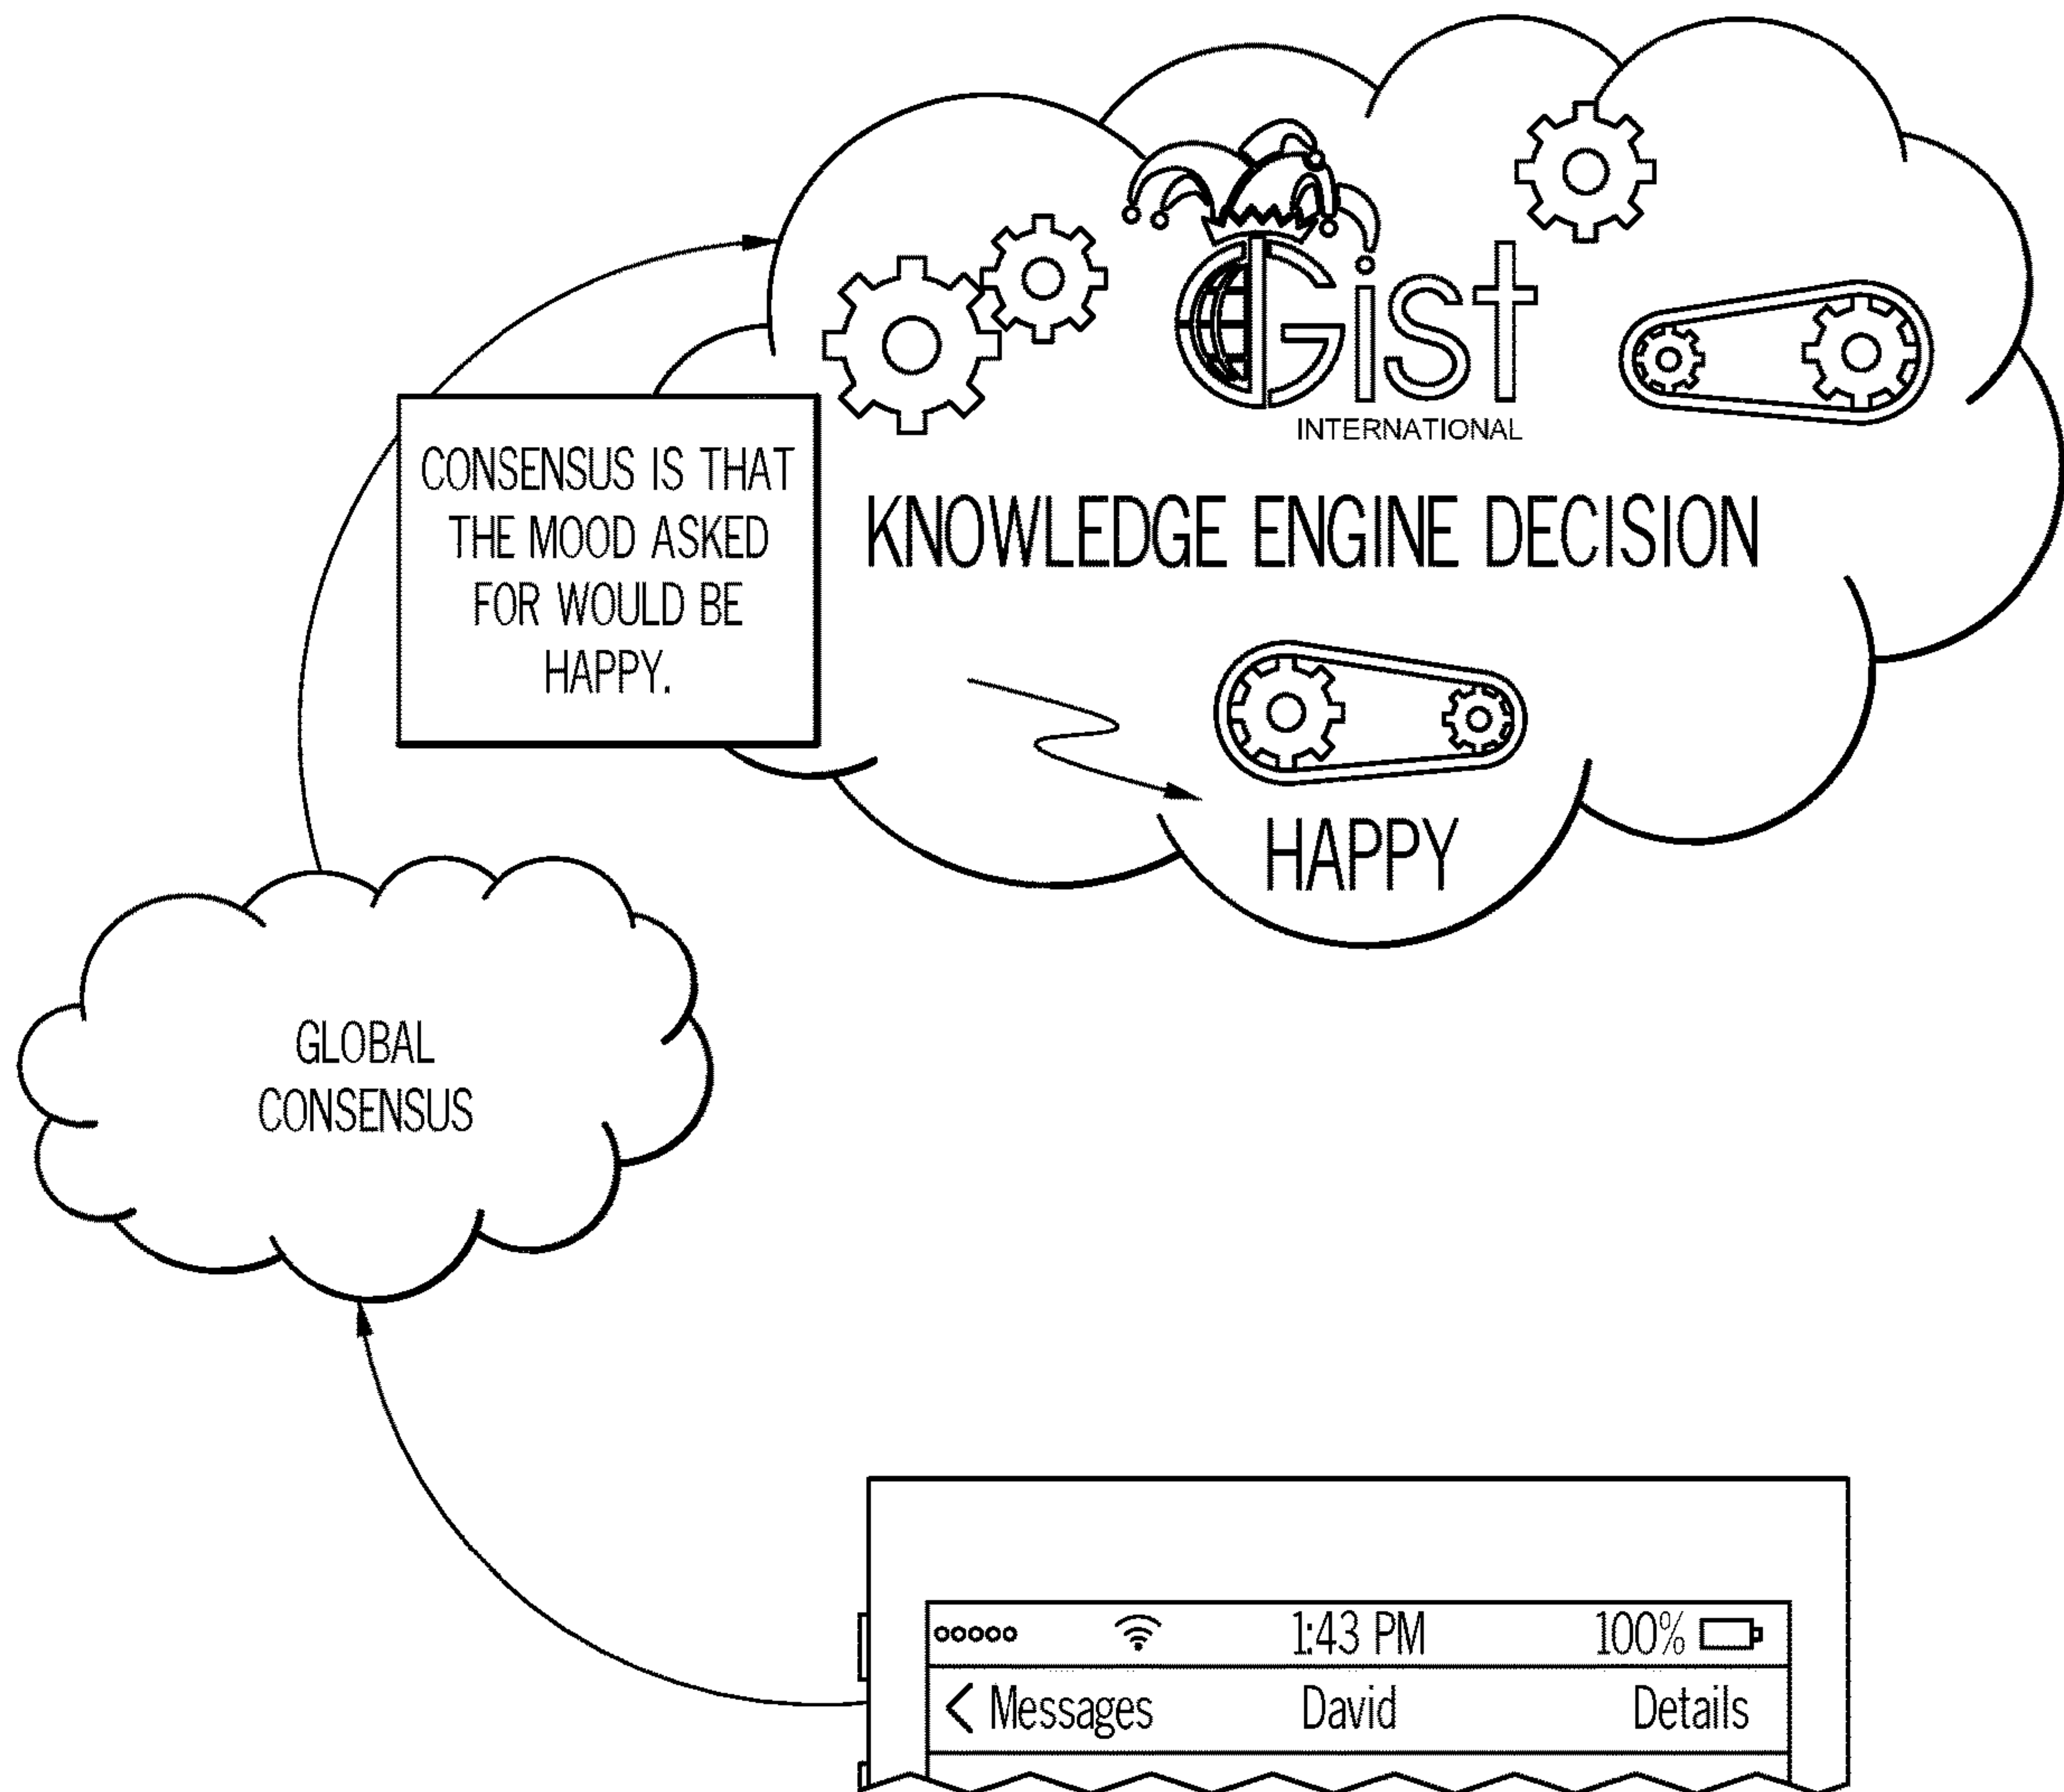 Gist
INTERNATIONAL
CONSENSUS IS THAT
THE MOOD ASKED
FOR WOULD BE
HAPPY.
KNOWLEDGE ENGINE DECISION
HAPPY
GLOBAL
CONSENSUS
1:43 PM 100%
Messages David Details